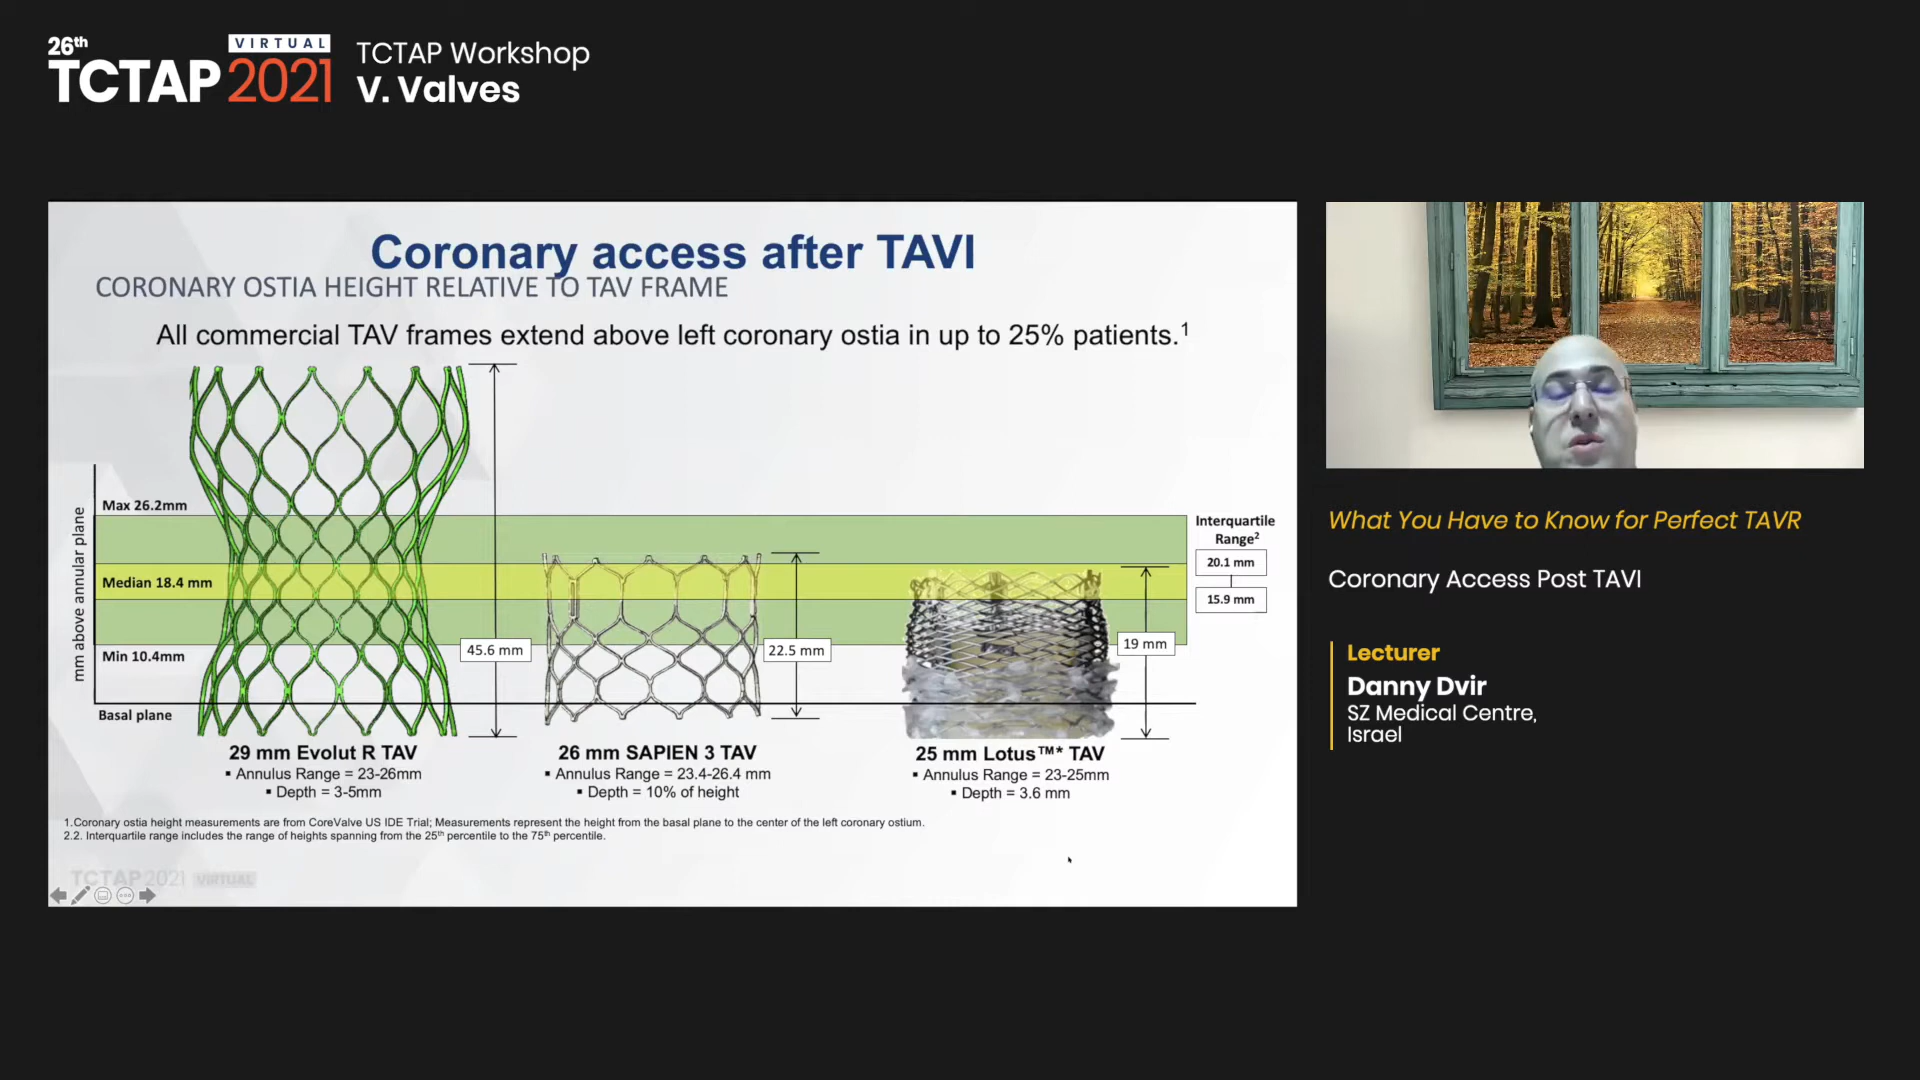 26th
VIRTUAL
TCTAP 2021
TCTAP Workshop
V. Valves
Coronary access after TAVI
CORONARY OSTIA HEIGHT RELATIVE TO TAV FRAME
All commercial TAV frames extend above left coronary ostia in up to 25% patients.1
mm above annular plane
Max 26.2mm
Median 18.4 mm
Min 10.4mm
Basal plane
45.6 mm
22.5 mm
19 mm
Interquartile
Range2
20.1 mm
15.9 mm
29 mm Evolut R TAV
▪ Annulus Range = 23-26mm
▪ Depth = 3-5mm
26 mm SAPIEN 3 TAV
▪ Annulus Range = 23.4-26.4 mm
▪ Depth = 10% of height
25 mm Lotus™* TAV
▪ Annulus Range = 23-25mm
▪ Depth = 3.6 mm
1.Coronary ostia height measurements are from CoreValve US IDE Trial; Measurements represent the height from the basal plane to the center of the left coronary ostium.
2.2. Interquartile range includes the range of heights spanning from the 25th percentile to the 75th percentile.
TCTAP2021 VIRTUAL
What You Have to Know for Perfect TAVR
Coronary Access Post TAVI
Lecturer
Danny Dvir
SZ Medical Centre,
Israel